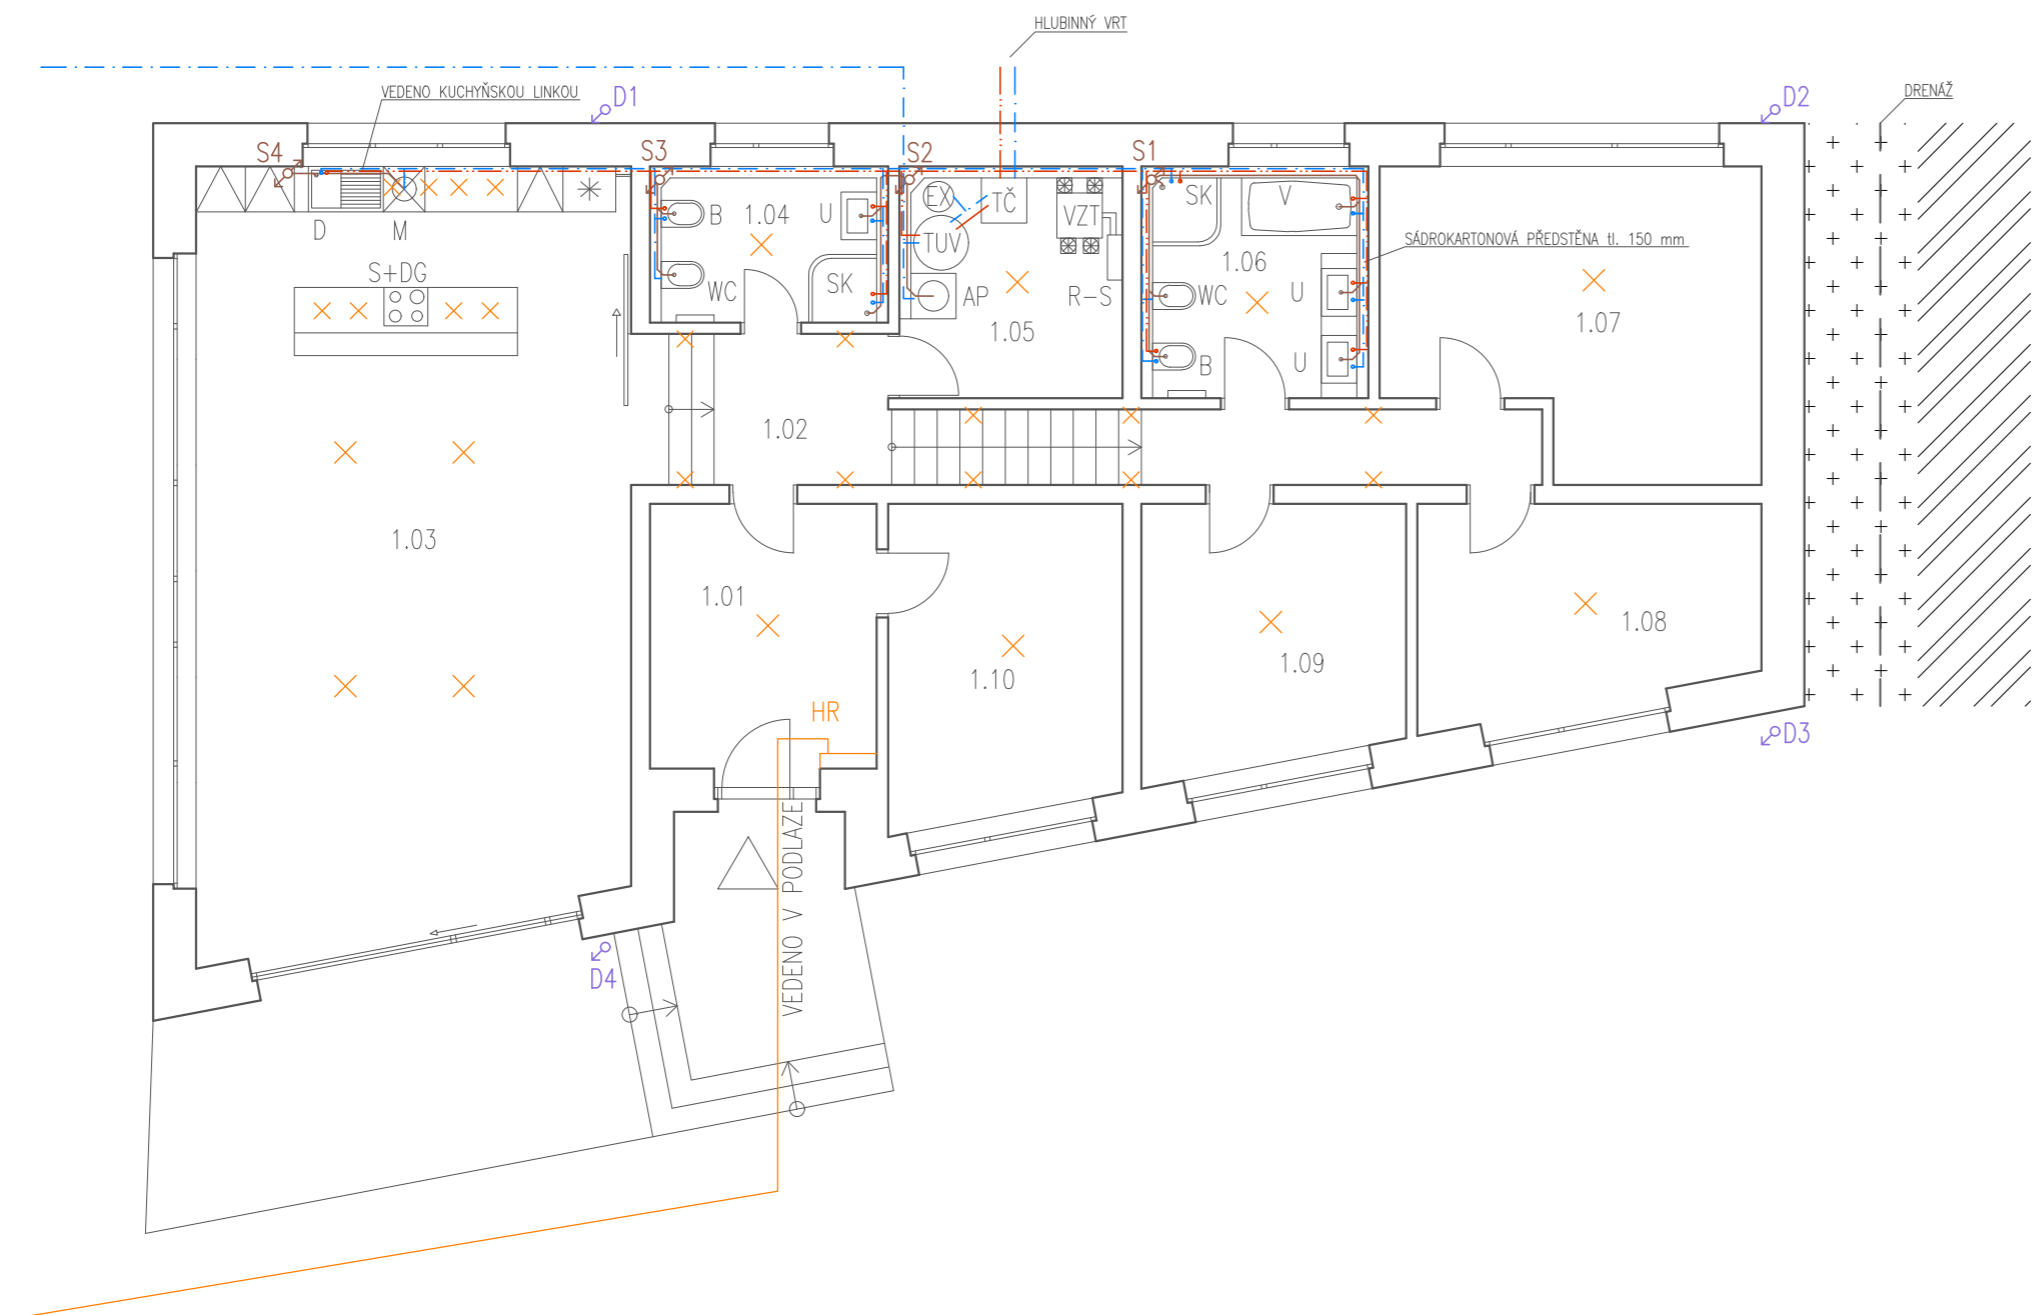 HLUBINNÝ VRT
VEDENO KUCHYŇSKOU LINKOU
D1
D2
DRENÁŽ
S4
S3
S2
S1
D
M
B
1.04
U
EX
TČ
VZT
SK
V
TUV
SÁDROKARTONOVÁ PŘEDSTĚNA tl. 150 mm
S+DG
WC
SK
AP
R-S
1.06
WC
U
1.05
1.07
B
U
1.02
1.03
1.01
1.10
1.09
1.08
HR
D3
VEDENO V PODLAZE
D4